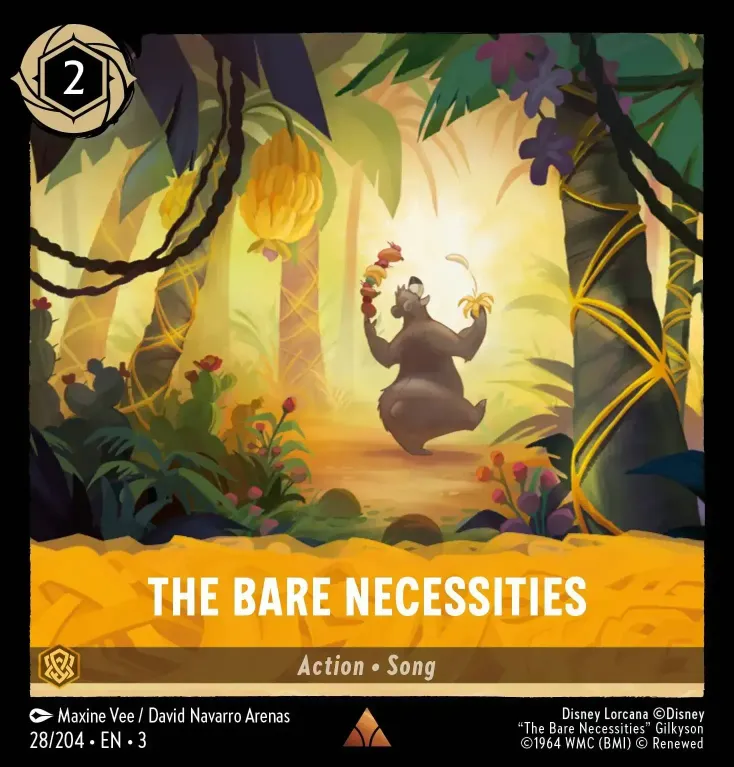 2
THE BARE NECESSITIES
Action • Song
Maxine Vee / David Navarro Arenas
28/204 • EN • 3
Disney Lorcana ©Disney
“The Bare Necessities” Gilkyson
©1964 WMC (BMI) © Renewed